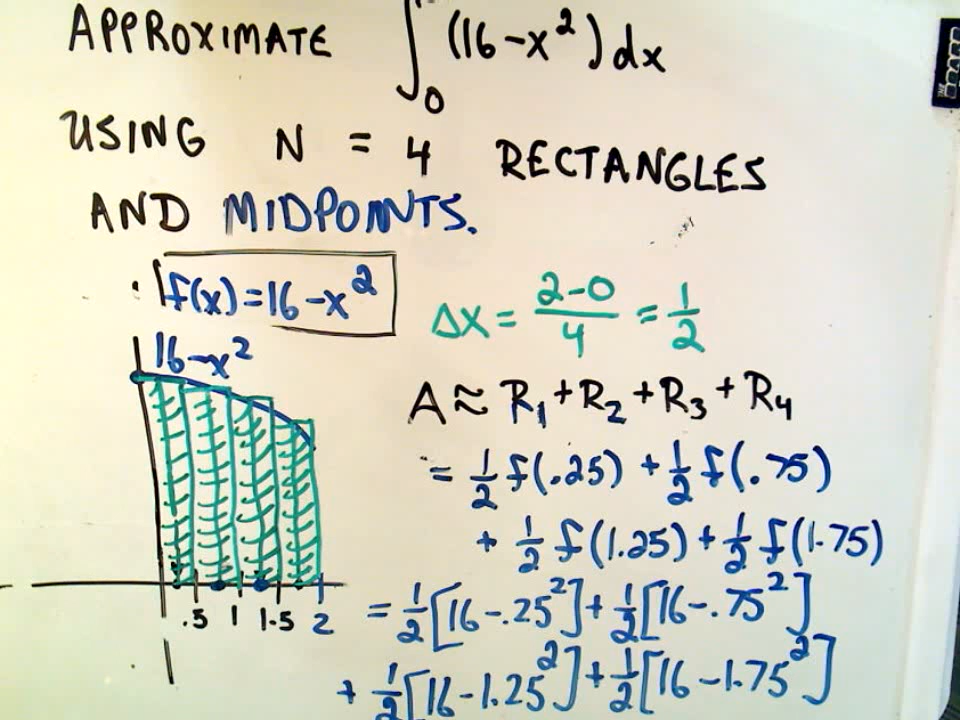 APPROXIMATE ∫₀ (16-x²)dx
USING N = 4 RECTANGLES
AND MIDPOINTS.
f(x)=16-x²
Δx = (2-0)/4 = 1/2
16-x²
A ≈ R₁+R₂+R₃+R₄
= 1/2 f(.25) + 1/2 f(.75)
+ 1/2 f(1.25) + 1/2 f(1.75)
.5 1 1.5 2
= 1/2[16-.25²] + 1/2[16-.75²]
+ 1/2[16-1.25²] + 1/2[16-1.75²]